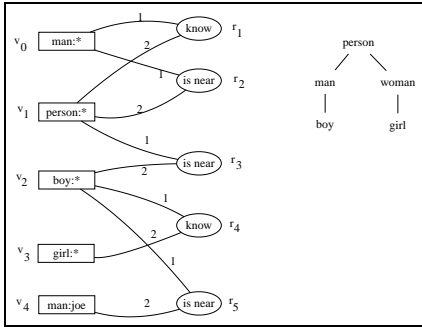 1
know r1
v0 man:* 2
person
1 is near r2
man woman
v1 person:* 2
boy girl
1
is near r3
v2 boy:* 2
1
know r4
2
v3 girl:*
1
v4 man:joe 2 is near r5